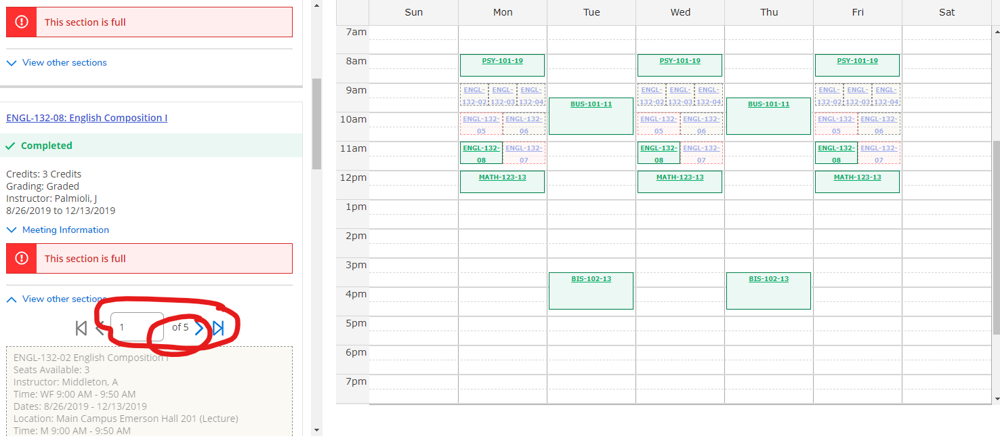 This section is full
View other sections
ENGL-132-08: English Composition I
Completed
Credits: 3 Credits
Grading: Graded
Instructor: Palmioli, J
8/26/2019 to 12/13/2019
Meeting Information
This section is full
View other sections
1 of 5
ENGL-132-02 English Composition I
Seats Available: 3
Instructor: Middleton, A
Time: WF 9:00 AM - 9:50 AM
Dates: 8/26/2019 - 12/13/2019
Location: Main Campus Emerson Hall 201 (Lecture)
Time: M 9:00 AM - 9:50 AM
Sun Mon Tue Wed Thu Fri Sat
7am
8am
PSY-101-19 PSY-101-19 PSY-101-19
9am
ENGL- ENGL- ENGL- ENGL- ENGL- ENGL- ENGL- ENGL- ENGL-
132-02 132-03 132-04 132-02 132-03 132-04 132-02 132-03 132-04
BUS-101-11 BUS-101-11
10am
ENGL-132- ENGL-132- ENGL-132- ENGL-132- ENGL-132- ENGL-132-
05 06 05 06 05 06
11am
ENGL-132- ENGL-132- ENGL-132- ENGL-132- ENGL-132- ENGL-132-
08 07 08 07 08 07
12pm
MATH-123-13 MATH-123-13 MATH-123-13
1pm
2pm
3pm
BIS-102-13 BIS-102-13
4pm
5pm
6pm
7pm